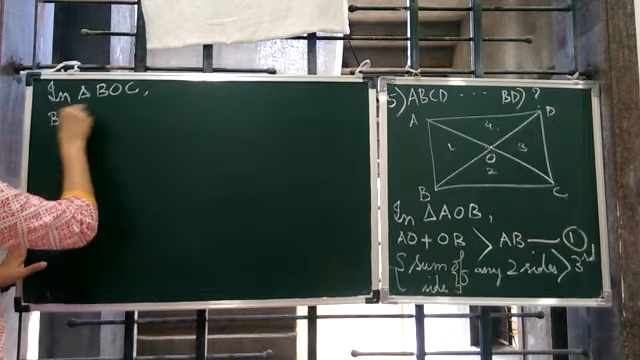 In △BOC,
B
5) ABCD ... BD) ?
A
D
4.
1
3
O
2
B
C
In △AOB,
AO + OB > AB — ①
{Sum of any 2 sides > 3rd
side}